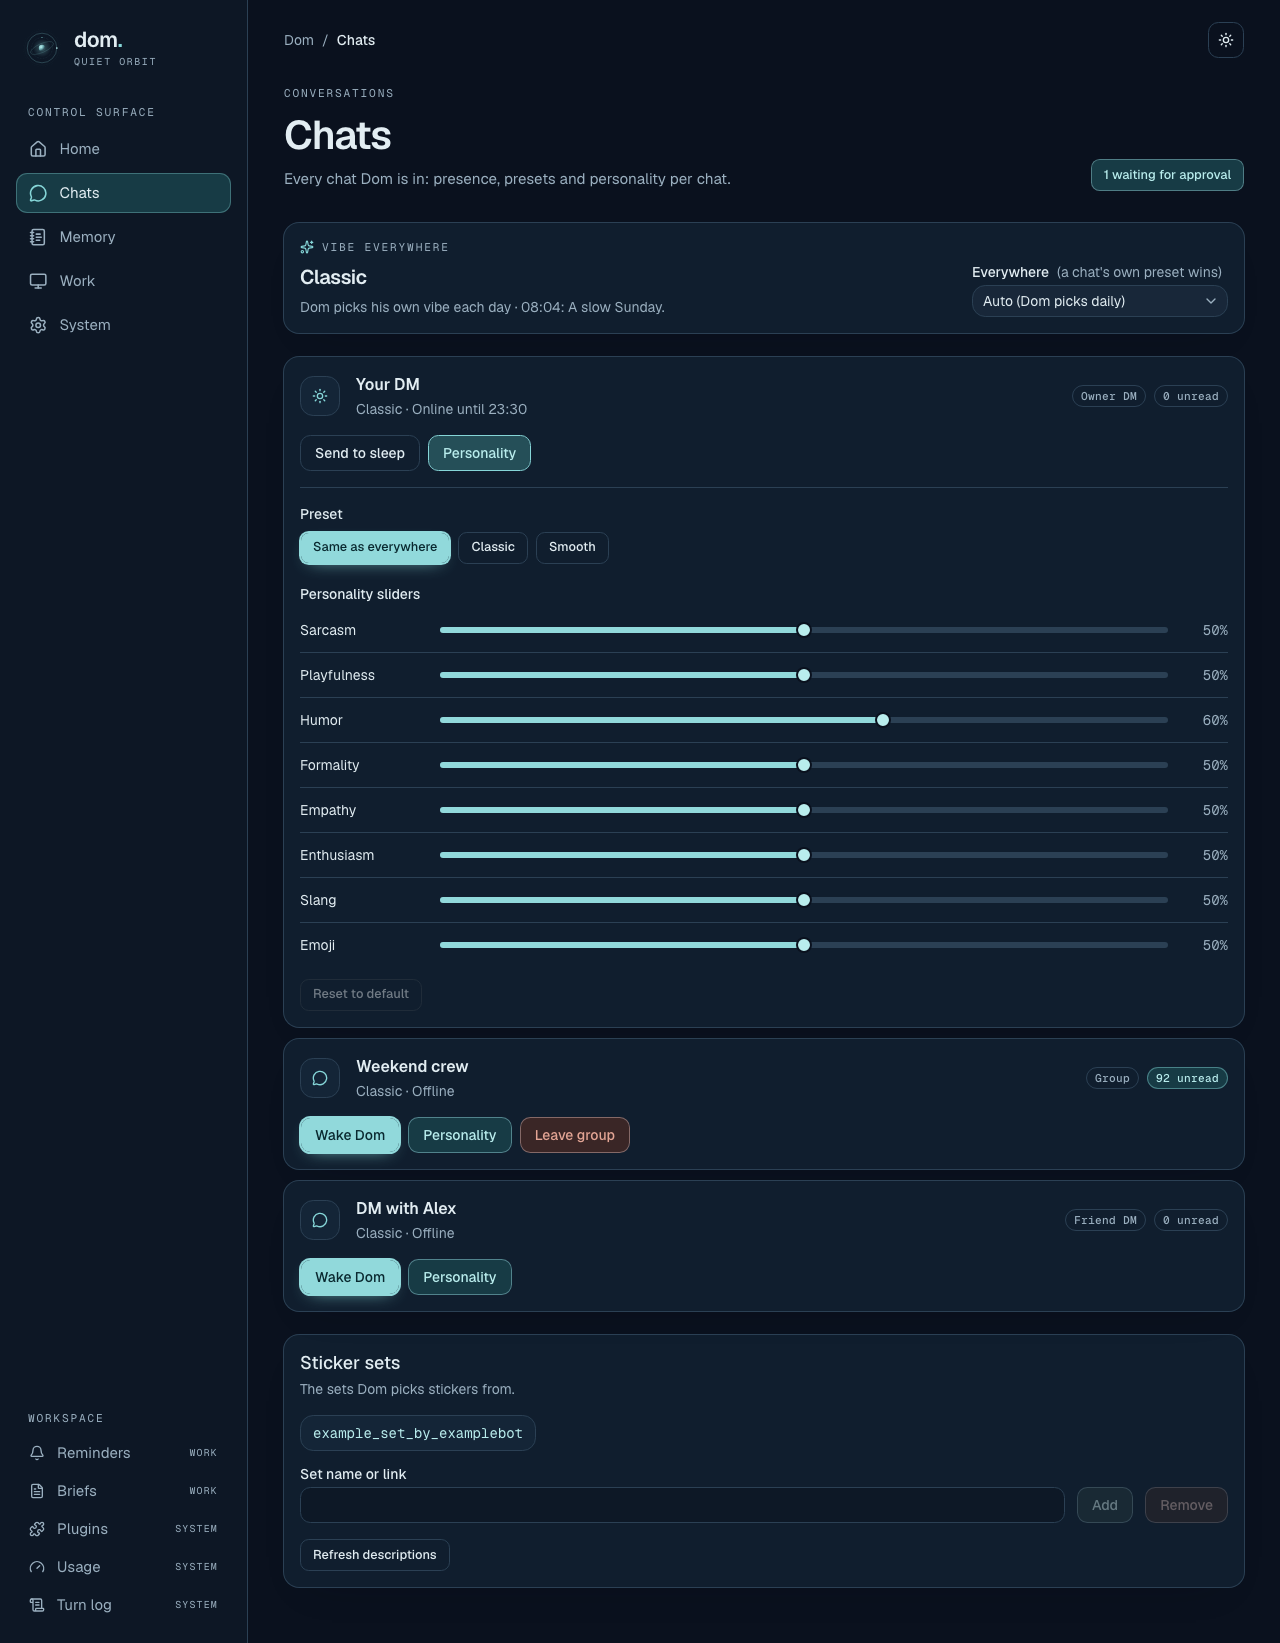 dom.
QUIET ORBIT
CONTROL SURFACE
Home
Chats
Memory
Work
System
WORKSPACE
Reminders WORK
Briefs WORK
Plugins SYSTEM
Usage SYSTEM
Turn log SYSTEM
Dom / Chats
CONVERSATIONS
Chats
Every chat Dom is in: presence, presets and personality per chat.
1 waiting for approval
VIBE EVERYWHERE
Classic
Dom picks his own vibe each day · 08:04: A slow Sunday.
Everywhere (a chat's own preset wins)
Auto (Dom picks daily)
Your DM
Classic · Online until 23:30
Owner DM 0 unread
Send to sleep Personality
Preset
Same as everywhere Classic Smooth
Personality sliders
Sarcasm 50%
Playfulness 50%
Humor 60%
Formality 50%
Empathy 50%
Enthusiasm 50%
Slang 50%
Emoji 50%
Reset to default
Weekend crew
Classic · Offline
Group 92 unread
Wake Dom Personality Leave group
DM with Alex
Classic · Offline
Friend DM 0 unread
Wake Dom Personality
Sticker sets
The sets Dom picks stickers from.
example_set_by_examplebot
Set name or link
Add Remove
Refresh descriptions